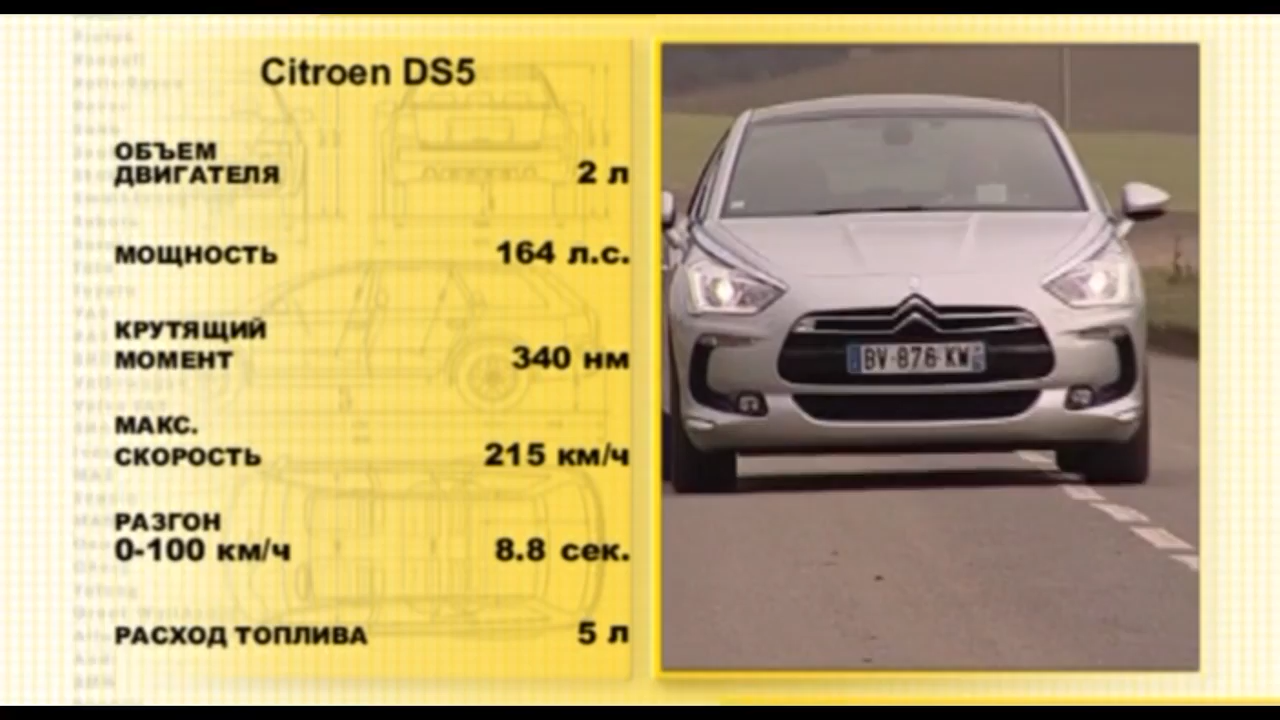 Citroen DS5
ОБЪЕМ
ДВИГАТЕЛЯ 2 л
МОЩНОСТЬ 164 л.с.
КРУТЯЩИЙ
МОМЕНТ 340 нм
МАКС.
СКОРОСТЬ 215 км/ч
РАЗГОН
0-100 км/ч 8.8 сек.
РАСХОД ТОПЛИВА 5 л
BV-876-KW